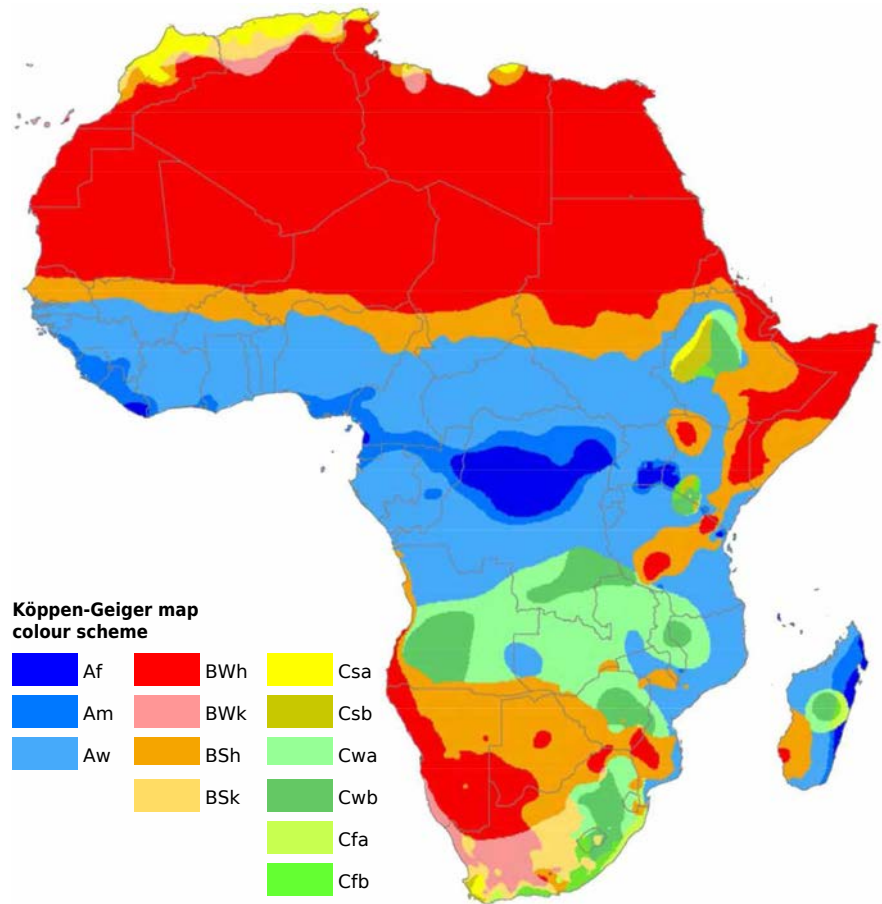 Köppen-Geiger map
colour scheme
Af
Am
Aw
BWh
BWk
BSh
BSk
Csa
Csb
Cwa
Cwb
Cfa
Cfb